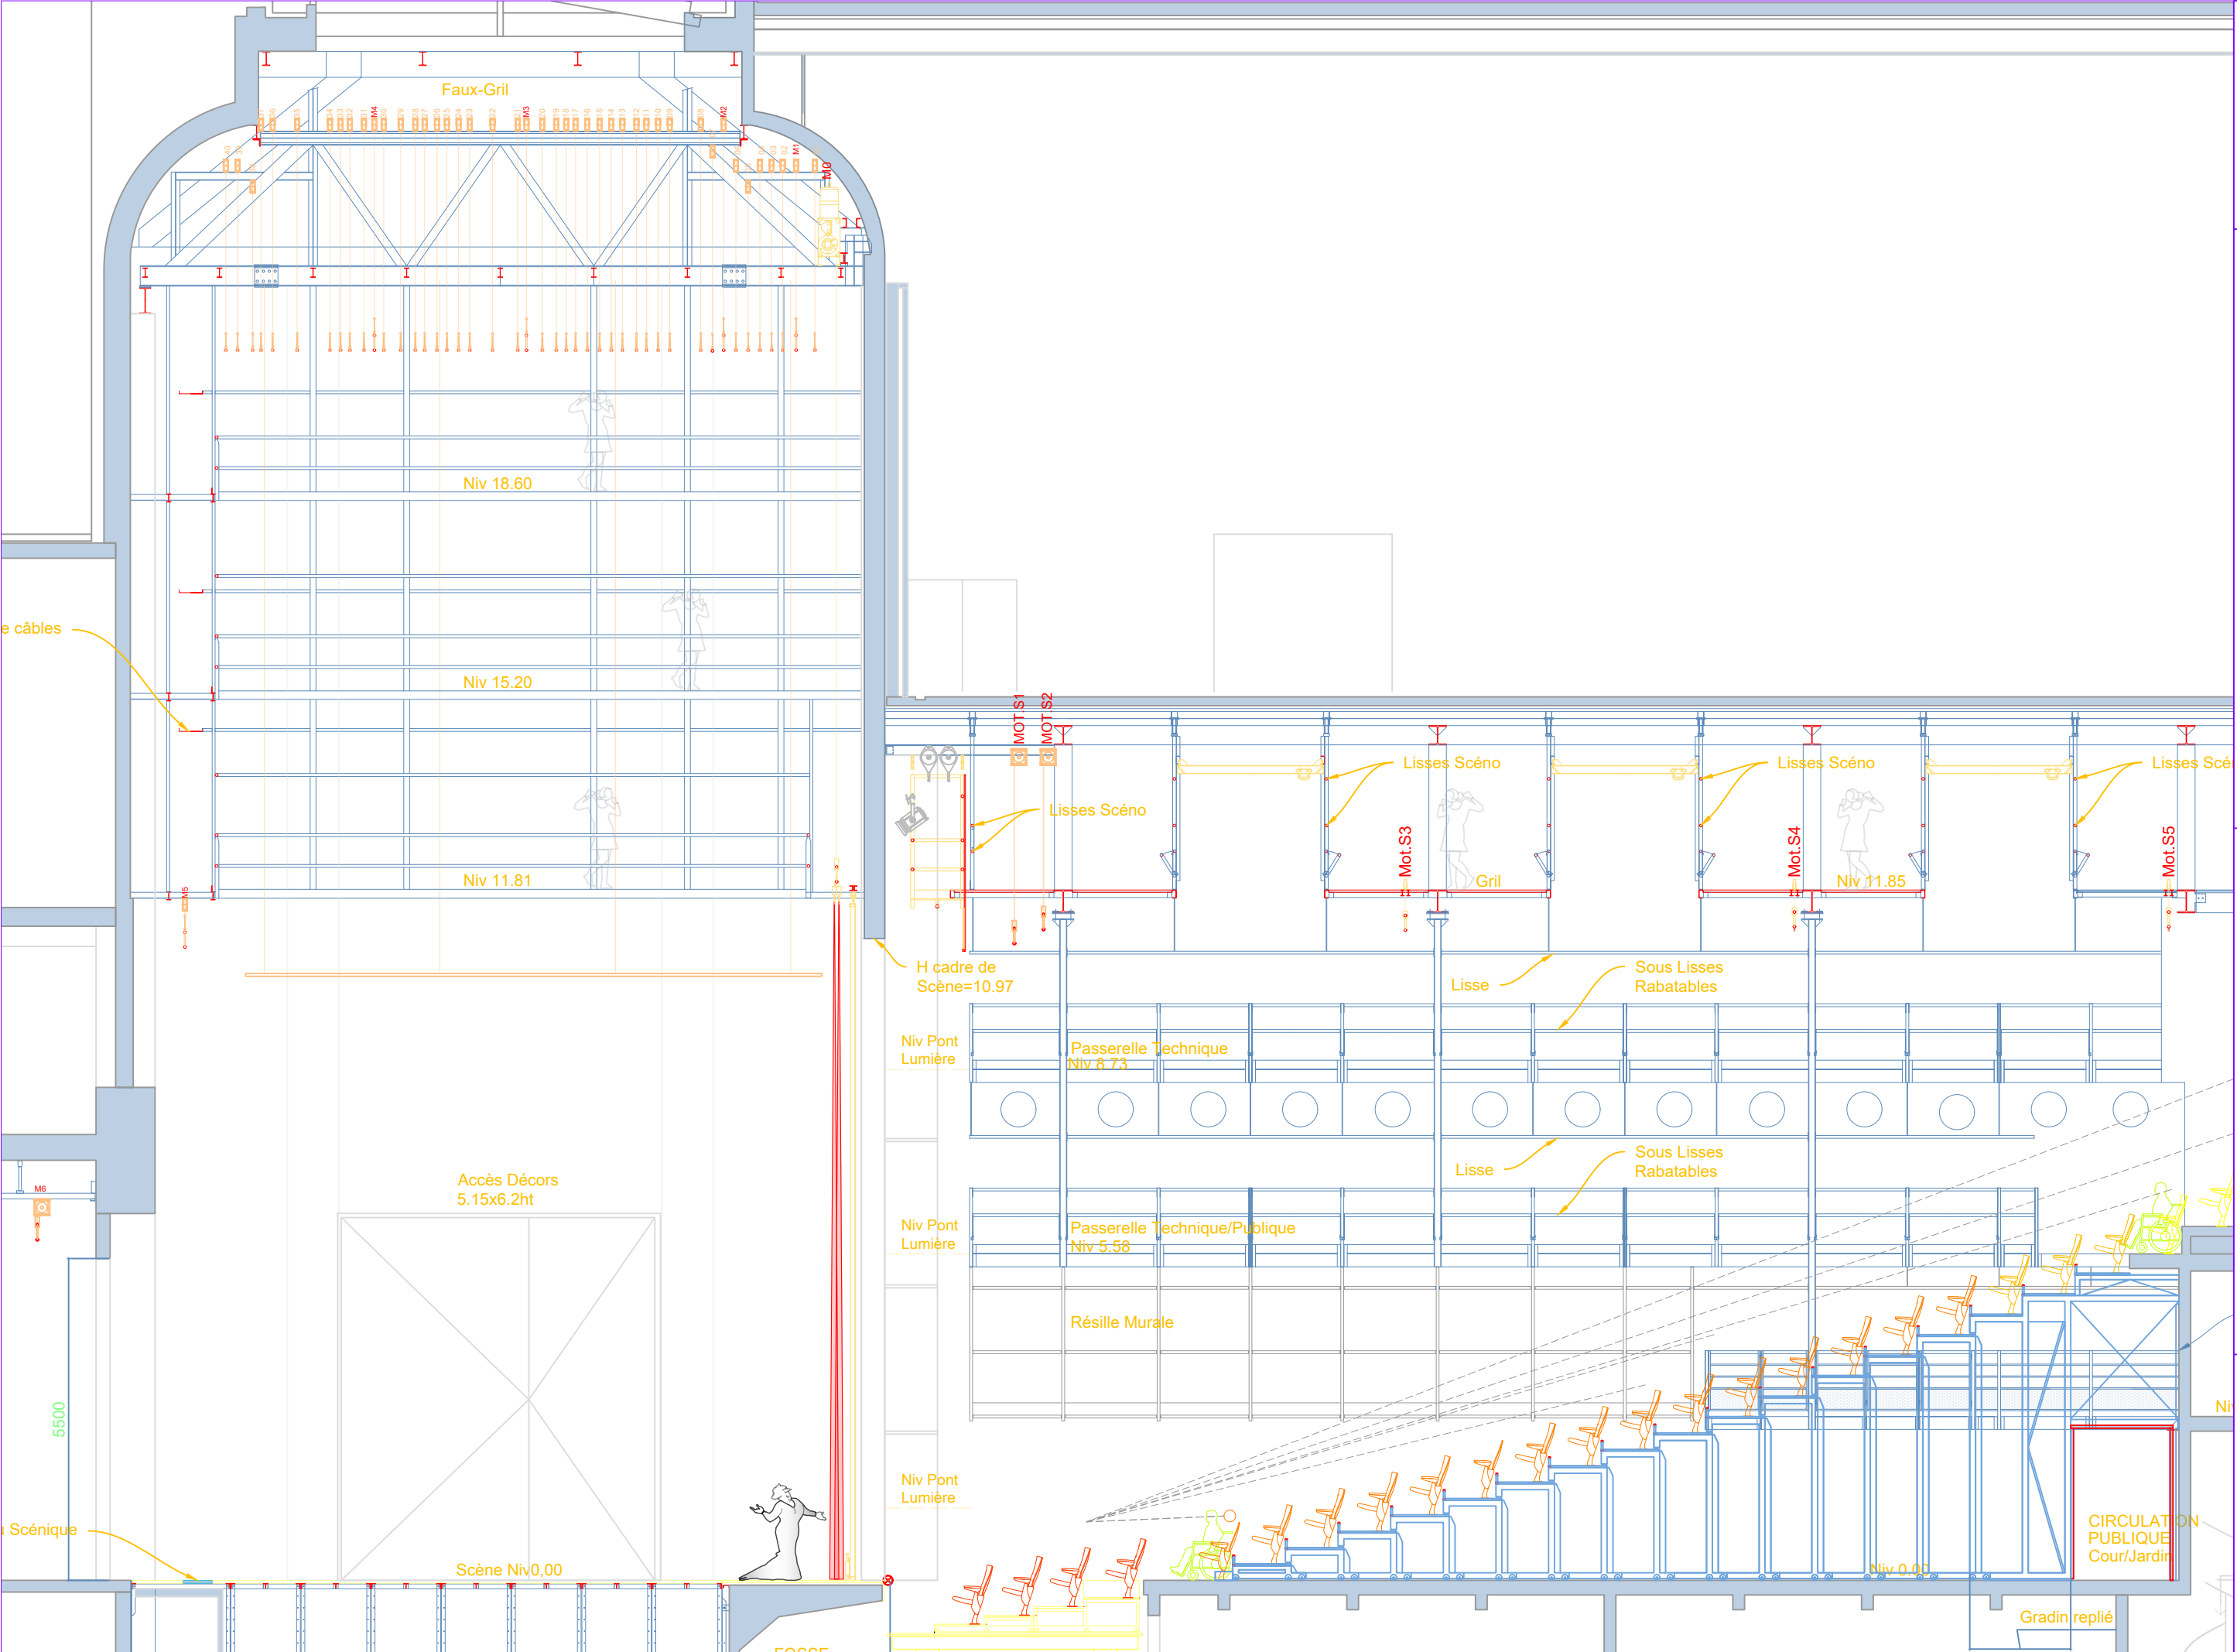 Faux-Gril
M4
M3
M2
M1
M0
Niv 18.60
e câbles
Niv 15.20
MOT.S1
MOT.S2
Lisses Scéno
Lisses Scéno
Lisses Scé
Lisses Scéno
Mot.S3
Mot.S4
Mot.S5
Niv 11.81
Gril
Niv 11.85
M5
H cadre de
Scène=10.97
Lisse
Sous Lisses
Rabatables
Niv Pont
Lumière
Passerelle Technique
Niv 8.73
Lisse
Sous Lisses
Rabatables
Accès Décors
5.15x6.2ht
M6
Niv Pont
Lumière
Passerelle Technique/Publique
Niv 5.58
Résille Murale
5500
Niv Pont
Lumière
Scénique
CIRCULATION
PUBLIQUE
Cour/Jardin
Scène Niv0,00
Niv 0.00
Gradin replié